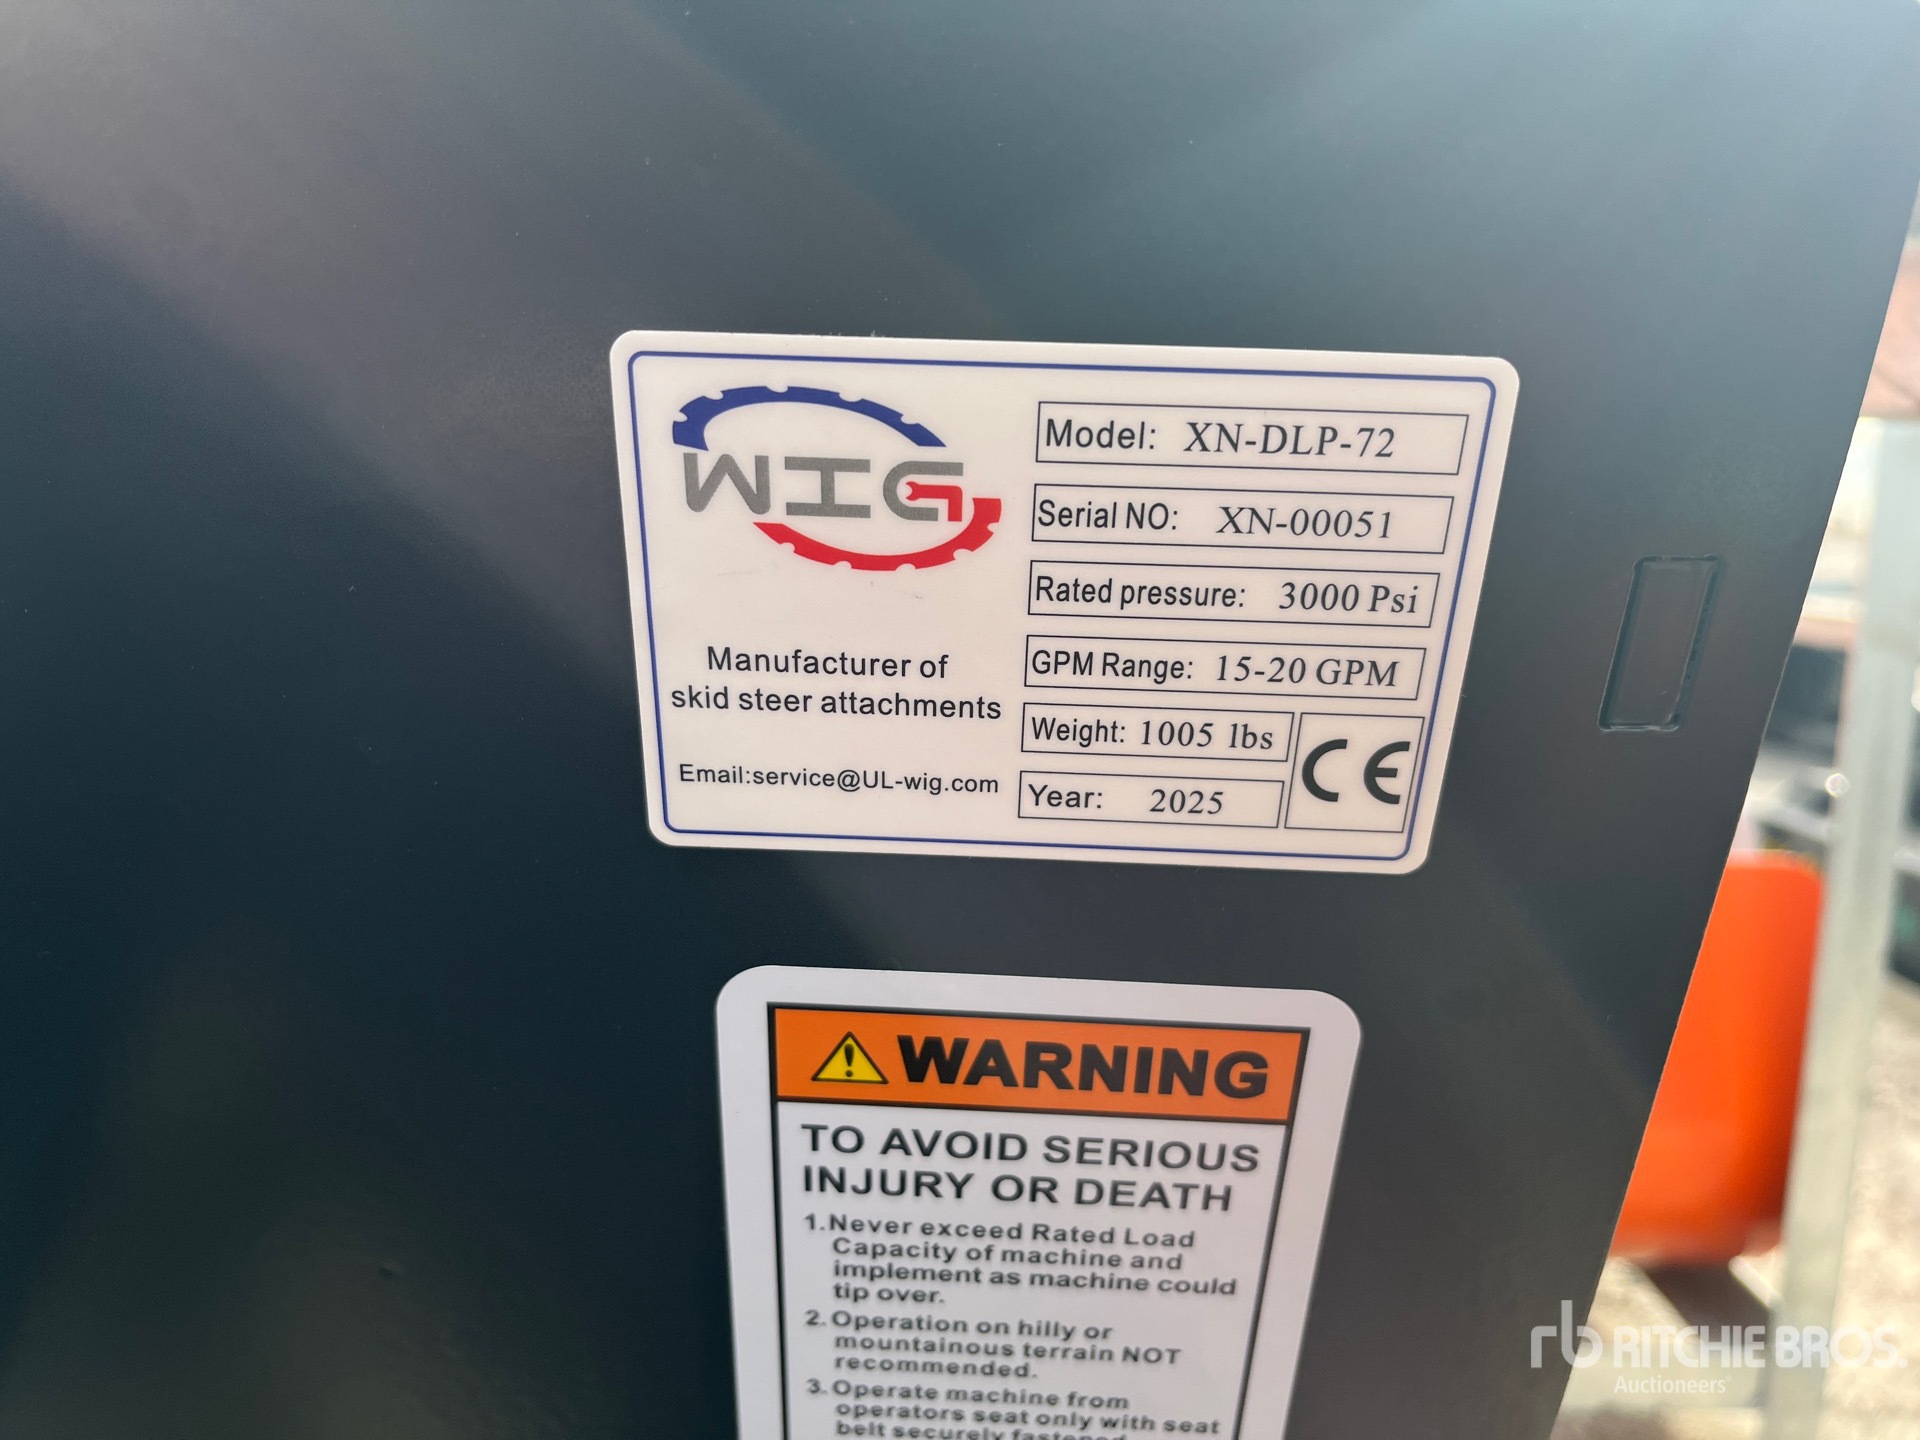 WIG
Manufacturer of
skid steer attachments
Email:service@UL-wig.com
Model: XN-DLP-72
Serial NO: XN-00051
Rated pressure: 3000 Psi
GPM Range: 15-20 GPM
Weight: 1005 lbs
Year: 2025
CE
WARNING
TO AVOID SERIOUS
INJURY OR DEATH
1.Never exceed Rated Load
Capacity of machine and
implement as machine could
tip over.
2.Operation on hilly or
mountainous terrain NOT
recommended.
3.Operate machine from
operators seat only with seat
belt securely fastened
rb RITCHIE BROS.
Auctioneers